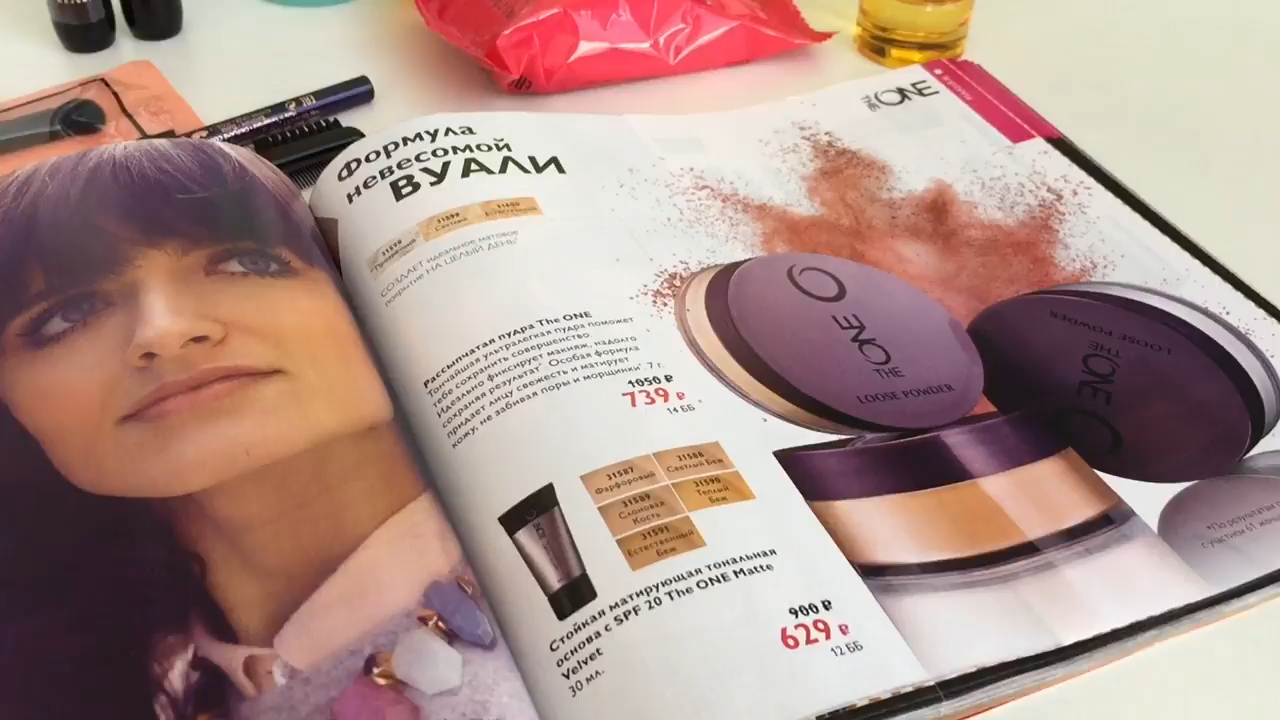 Формула
невесомой
ВУАЛИ
31598 31599 31600
Прозрачный Светлый Естественный
СОЗДАЕТ идеальное матовое
покрытие НА ЦЕЛЫЙ ДЕНЬ*
Рассыпчатая пудра The ONE
Тончайшая ультралегкая пудра поможет
тебе сохранить совершенство.
Идеально фиксирует макияж, надолго
сохраняя результат* Особая формула
придает лицу свежесть и матирует
кожу, не забивая поры и морщинки*. 7 г.
1050 ₽
739 ₽
14 ББ
31587 31588
Фарфоровый Светлый Беж
31589 31590
Слоновая Кость Теплый Беж
31591
Естественный Беж
Стойкая матирующая тональная
основа с SPF 20 The ONE Matte
Velvet
30 мл.
900 ₽
629 ₽
12 ББ
THE ONE
THE ONE
LOOSE POWDER
THE ONE
LOOSE POWDER
*По результатам
с участием 61 жен